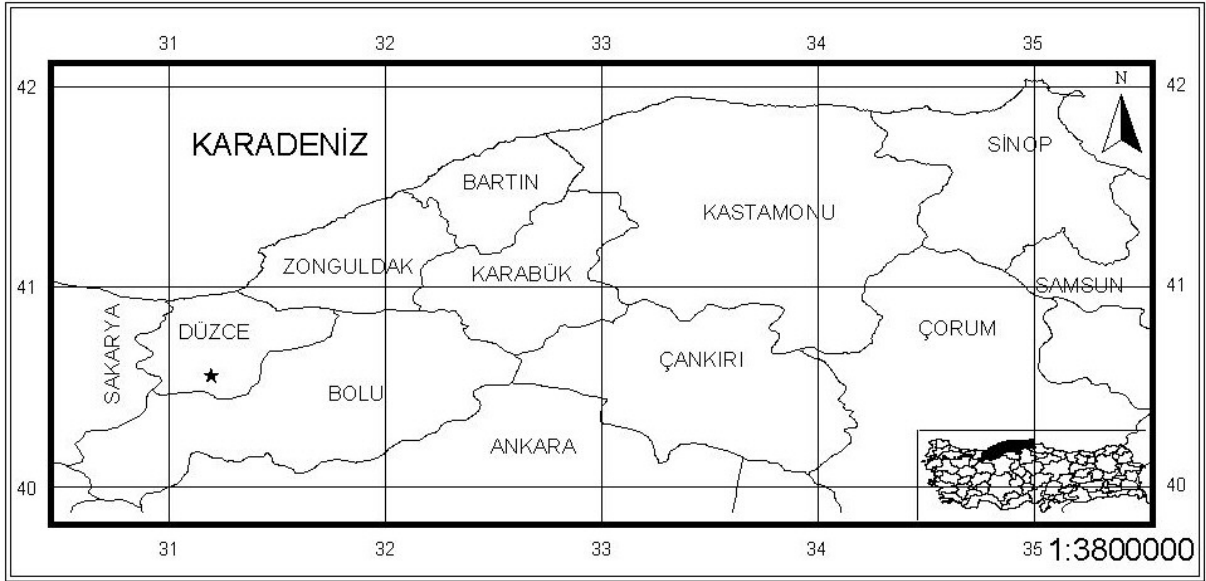 31 32 33 34 35
42 42
N
KARADENİZ
SİNOP
BARTIN
KASTAMONU
ZONGULDAK
KARABÜK
41 41
SAMSUN
SAKARYA
DÜZCE
ÇORUM
ÇANKIRI
BOLU
ANKARA
40 40
31 32 33 34 35
1:3800000